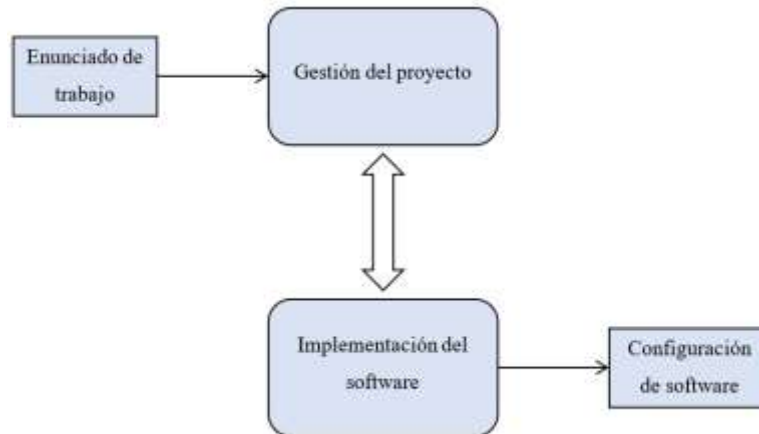 Enunciado de
trabajo
Gestión del proyecto
Implementación del
software
Configuración
de software